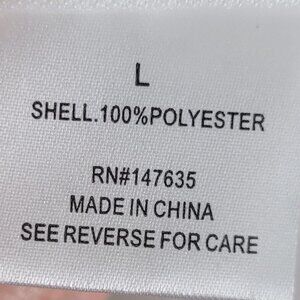 L
SHELL.100%POLYESTER
RN#147635
MADE IN CHINA
SEE REVERSE FOR CARE